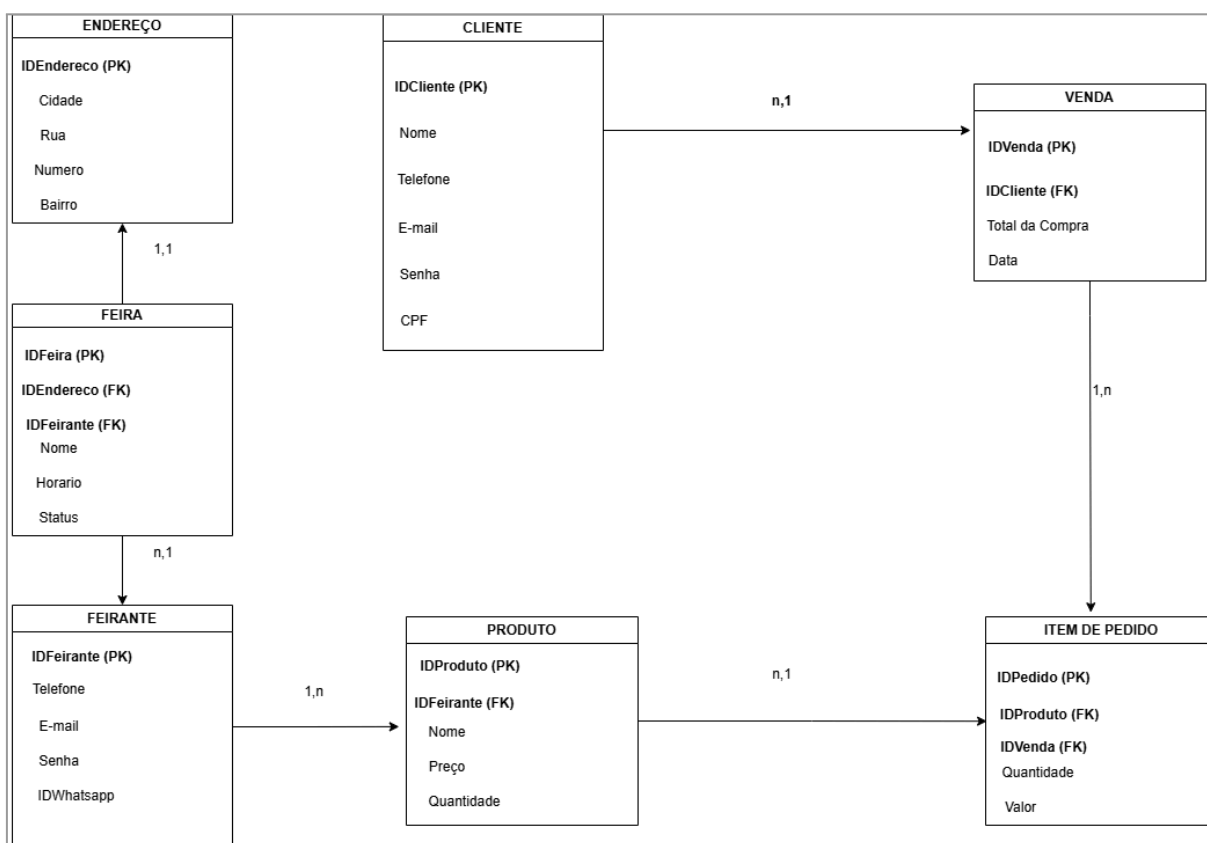 ENDEREÇO
IDEndereco (PK)
Cidade
Rua
Numero
Bairro
1,1
FEIRA
IDFeira (PK)
IDEndereco (FK)
IDFeirante (FK)
Nome
Horario
Status
n,1
FEIRANTE
IDFeirante (PK)
Telefone
E-mail
Senha
IDWhatsapp
1,n
CLIENTE
IDCliente (PK)
Nome
Telefone
E-mail
Senha
CPF
n,1
VENDA
IDVenda (PK)
IDCliente (FK)
Total da Compra
Data
1,n
PRODUTO
IDProduto (PK)
IDFeirante (FK)
Nome
Preço
Quantidade
n,1
ITEM DE PEDIDO
IDPedido (PK)
IDProduto (FK)
IDVenda (FK)
Quantidade
Valor